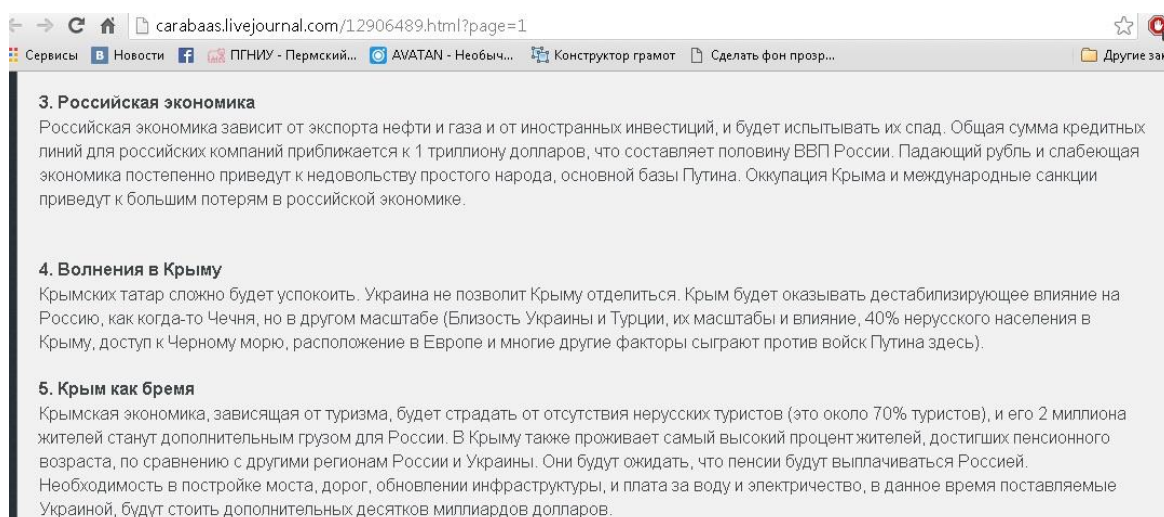 carabaas.livejournal.com/12906489.html?page=1
Сервисы Новости ПГНИУ - Пермский... AVATAN - Необыч... Конструктор грамот Сделать фон прозр... Другие зак
3. Российская экономика
Российская экономика зависит от экспорта нефти и газа и от иностранных инвестиций, и будет испытывать их спад. Общая сумма кредитных
линий для российских компаний приближается к 1 триллиону долларов, что составляет половину ВВП России. Падающий рубль и слабеющая
экономика постепенно приведут к недовольству простого народа, основной базы Путина. Оккупация Крыма и международные санкции
приведут к большим потерям в российской экономике.
4. Волнения в Крыму
Крымских татар сложно будет успокоить. Украина не позволит Крыму отделиться. Крым будет оказывать дестабилизирующее влияние на
Россию, как когда-то Чечня, но в другом масштабе (Близость Украины и Турции, их масштабы и влияние, 40% нерусского населения в
Крыму, доступ к Черному морю, расположение в Европе и многие другие факторы сыграют против войск Путина здесь).
5. Крым как бремя
Крымская экономика, зависящая от туризма, будет страдать от отсутствия нерусских туристов (это около 70% туристов), и его 2 миллиона
жителей станут дополнительным грузом для России. В Крыму также проживает самый высокий процент жителей, достигших пенсионного
возраста, по сравнению с другими регионам России и Украины. Они будут ожидать, что пенсии будут выплачиваться Россией.
Необходимость в постройке моста, дорог, обновлении инфраструктуры, и плата за воду и электричество, в данное время поставляемые
Украиной, будут стоить дополнительных десятков миллиардов долларов.